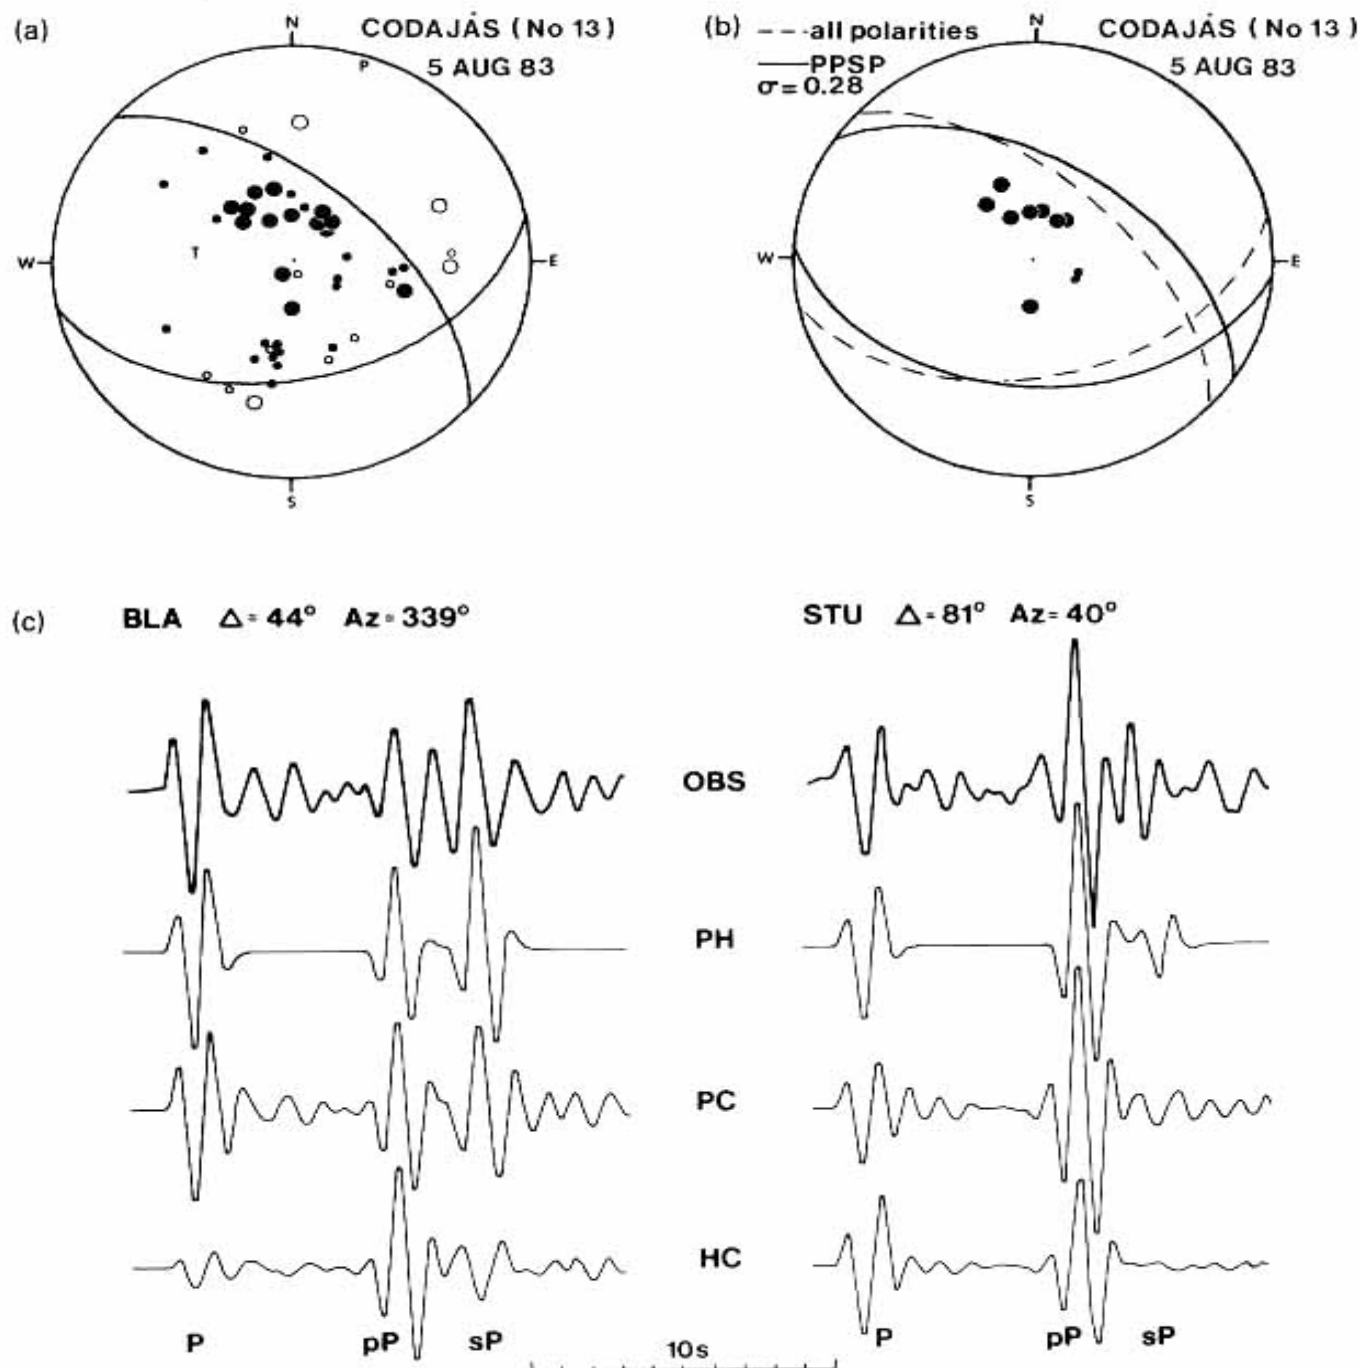 (a)
N
CODAJÁS (No 13)
5 AUG 83
P
T
W
E
S
(b)
---all polarities
—PPSP
σ=0.28
N
CODAJÁS (No 13)
5 AUG 83
W
E
S
(c)
BLA Δ=44° Az=339°
STU Δ=81° Az=40°
OBS
PH
PC
HC
P pP sP
P pP sP
10s